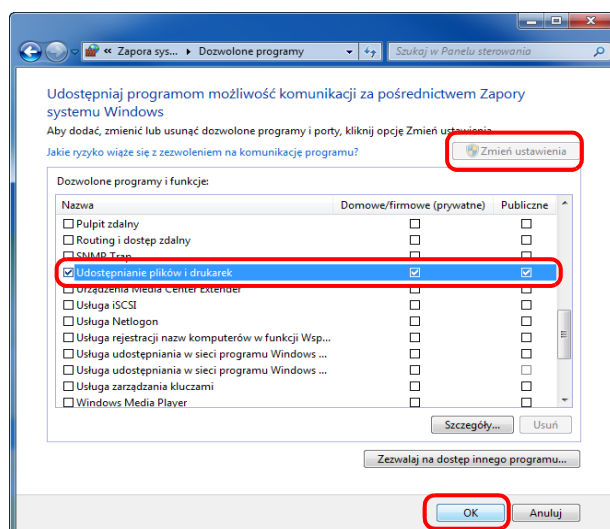 « Zapora sys... ▸ Dozwolone programy
Szukaj w Panelu sterowania
Udostępniaj programom możliwość komunikacji za pośrednictwem Zapory
systemu Windows
Aby dodać, zmienić lub usunąć dozwolone programy i porty, kliknij opcję Zmień ustawienia.
Jakie ryzyko wiąże się z zezwoleniem na komunikację programu?
Zmień ustawienia
Dozwolone programy i funkcje:
Nazwa Domowe/firmowe (prywatne) Publiczne
Pulpit zdalny
Routing i dostęp zdalny
SNMP Trap
Udostępnianie plików i drukarek
Urządzenia Media Center Extender
Usługa iSCSI
Usługa Netlogon
Usługa rejestracji nazw komputerów w funkcji Wsp...
Usługa udostępniania w sieci programu Windows ...
Usługa udostępniania w sieci programu Windows ...
Usługa zarządzania kluczami
Windows Media Player
Szczegóły... Usuń
Zezwalaj na dostęp innego programu...
OK Anuluj